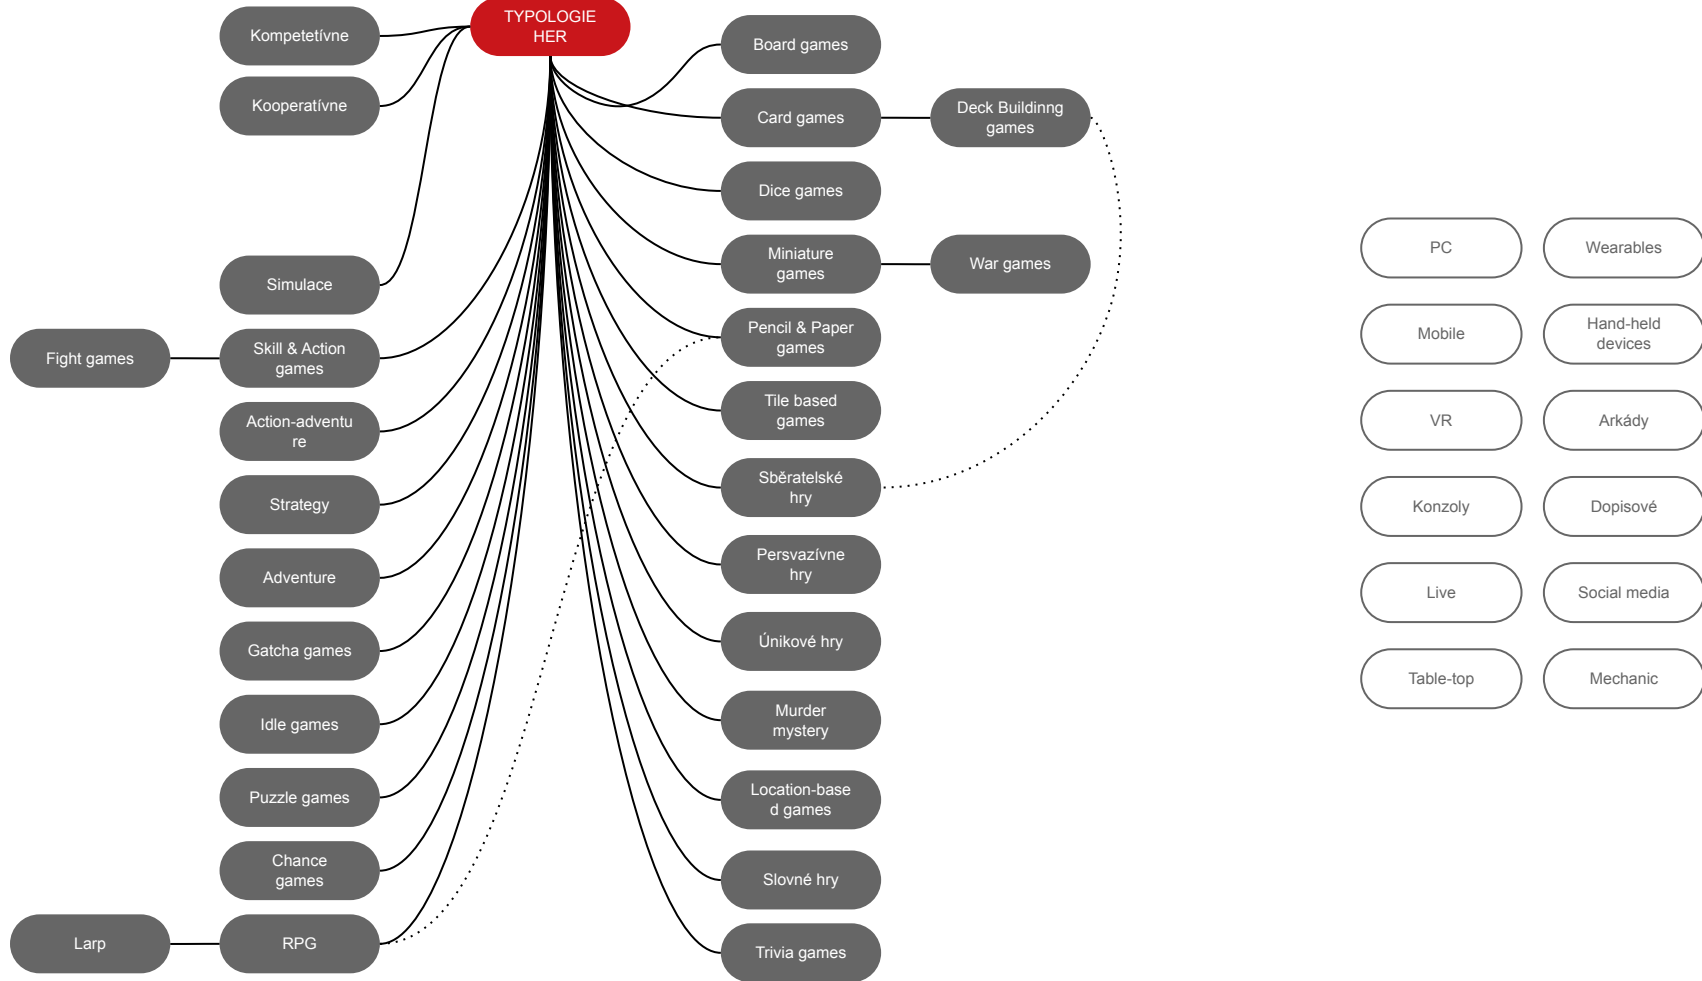 TYPOLOGIE
HER
Kompetetívne
Kooperatívne
Simulace
Fight games
Skill & Action
games
Action-adventu
re
Strategy
Adventure
Gatcha games
Idle games
Puzzle games
Chance
games
Larp
RPG
Board games
Card games
Deck Buildinng
games
Dice games
Miniature
games
War games
Pencil & Paper
games
Tile based
games
Sběratelské
hry
Persvazívne
hry
Únikové hry
Murder
mystery
Location-base
d games
Slovné hry
Trivia games
PC
Wearables
Mobile
Hand-held
devices
VR
Arkády
Konzoly
Dopisové
Live
Social media
Table-top
Mechanic